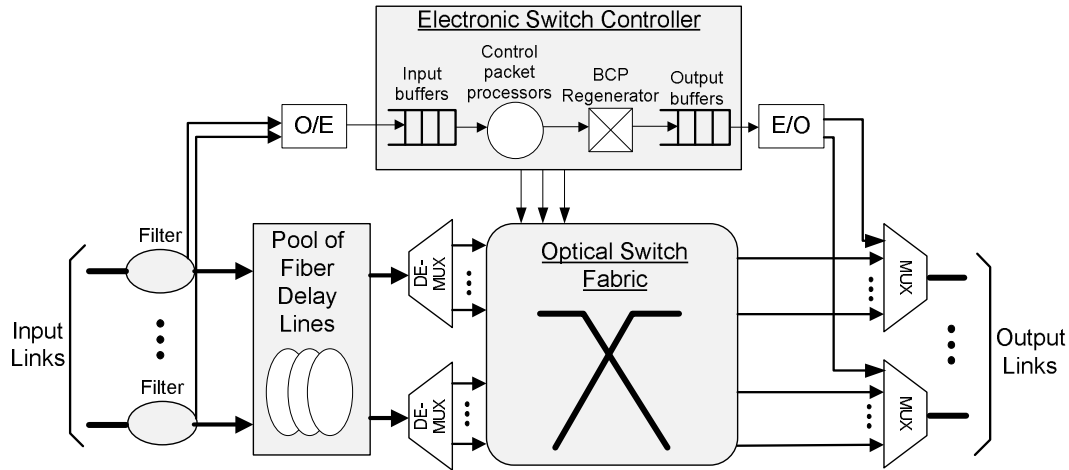 Electronic Switch Controller
Input
buffers
Control
packet
processors
BCP
Regenerator
Output
buffers
O/E
E/O
Filter
Pool of
Fiber
Delay
Lines
DE-
MUX
Optical Switch
Fabric
MUX
Input
Links
Output
Links
Filter
DE-
MUX
MUX